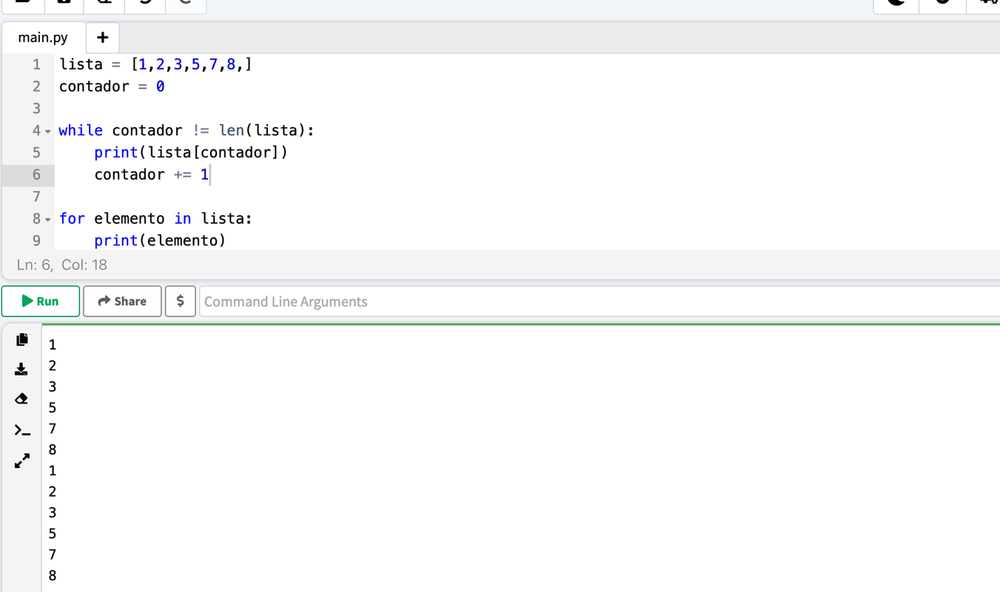 main.py +
1 lista = [1,2,3,5,7,8,]
2 contador = 0
3
4 while contador != len(lista):
5     print(lista[contador])
6     contador += 1
7
8 for elemento in lista:
9     print(elemento)
Ln: 6, Col: 18
Run Share $ Command Line Arguments
1
2
3
5
7
8
1
2
3
5
7
8